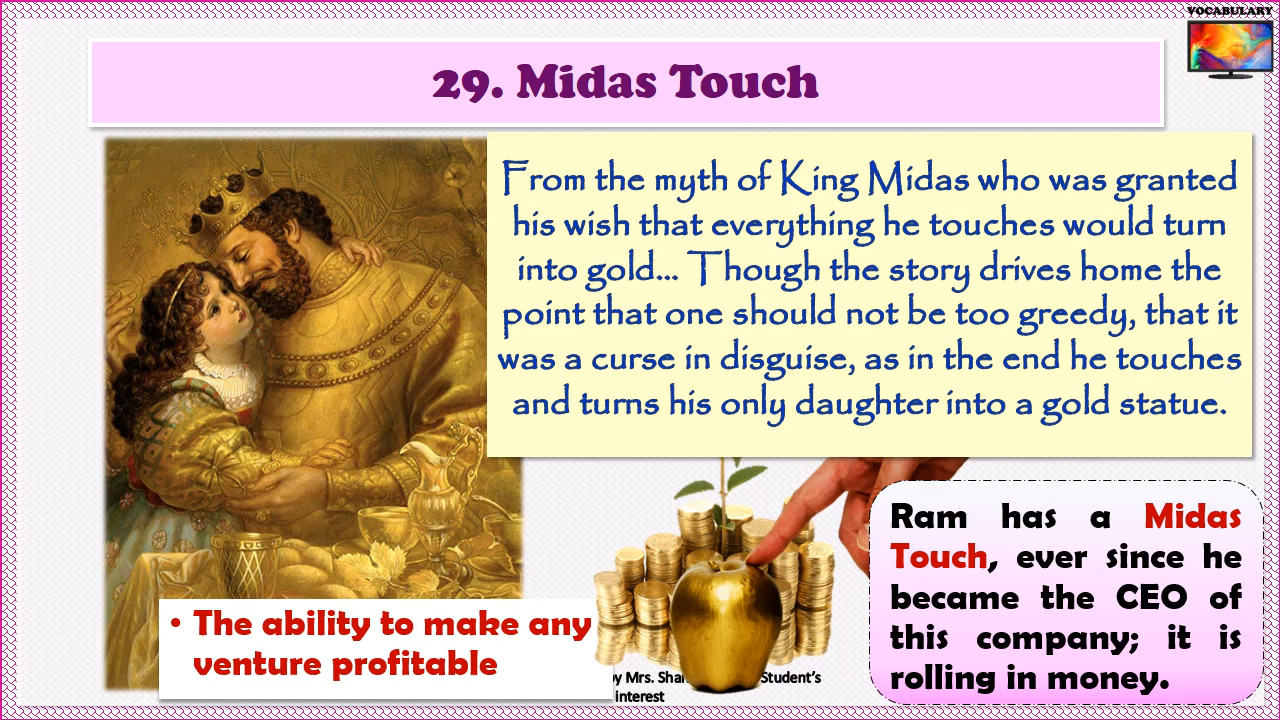 VOCABULARY
29. Midas Touch
From the myth of King Midas who was granted
his wish that everything he touches would turn
into gold... Though the story drives home the
point that one should not be too greedy, that it
was a curse in disguise, as in the end he touches
and turns his only daughter into a gold statue.
• The ability to make any
venture profitable
Ram has a Midas
Touch, ever since he
became the CEO of
this company; it is
rolling in money.
by Mrs. Student's
interest